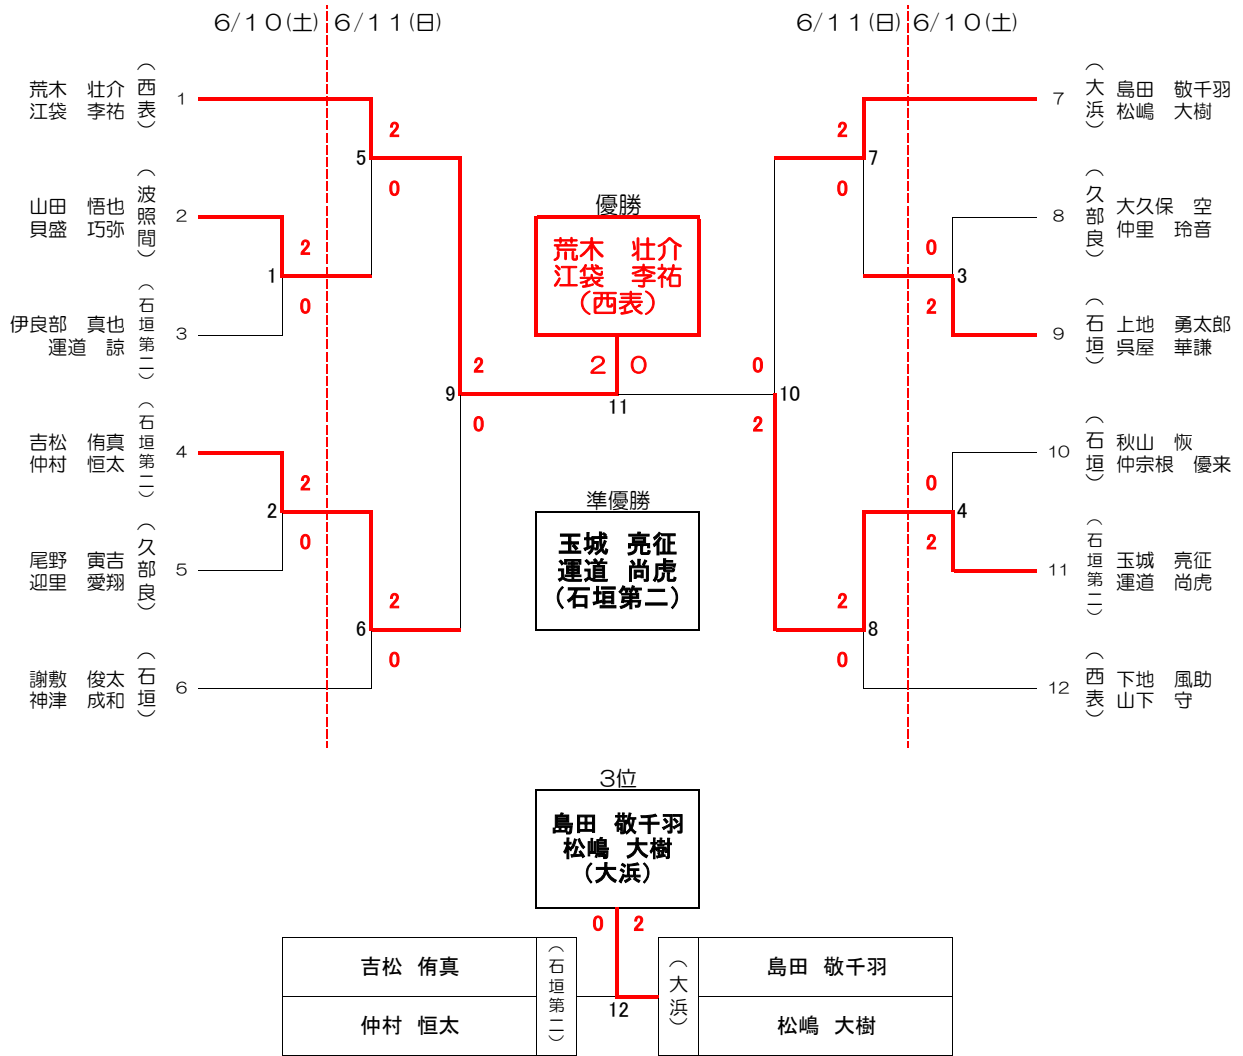 6/10(土) 6/11(日)
6/11(日) 6/10(土)
荒木　壮介
江袋　李祐
（西表）
1
山田　悟也
貝盛　巧弥
（波照間）
2
伊良部　真也
運道　諒
（石垣第二）
3
吉松　侑真
仲村　恒太
（石垣第二）
4
尾野　寅吉
迎里　愛翔
（久部良）
5
謝敷　俊太
神津　成和
（石垣）
6
1
2
0
2
2
0
5
2
0
6
2
0
9
2
0
優勝
荒木　壮介
江袋　李祐
（西表）
2 0
11
準優勝
玉城　亮征
運道　尚虎
（石垣第二）
10
0
2
7
2
0
8
2
0
3
0
2
4
0
2
7
（大浜）
島田　敬千羽
松嶋　大樹
8
（久部良）
大久保　空
仲里　玲音
9
（石垣）
上地　勇太郎
呉屋　華謙
10
（石垣）
秋山　恢
仲宗根　優来
11
（石垣第二）
玉城　亮征
運道　尚虎
12
（西表）
下地　風助
山下　守
3位
島田　敬千羽
松嶋　大樹
（大浜）
0 2
12
吉松　侑真
仲村　恒太
（石垣第二）
（大浜）
島田　敬千羽
松嶋　大樹